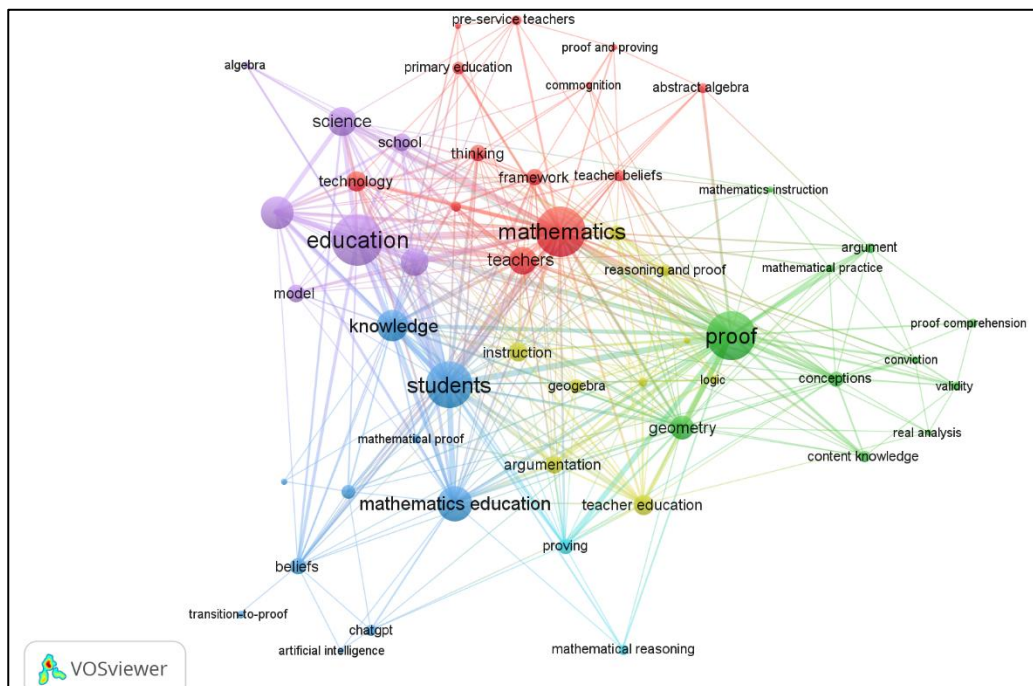 pre-service teachers
proof and proving
algebra
primary education
commognition
abstract algebra
science
school
thinking
technology
framework
teacher beliefs
mathematics instruction
education
mathematics
argument
teachers
reasoning and proof
mathematical practice
model
knowledge
proof comprehension
proof
instruction
conviction
students
geogebra
logic
conceptions
validity
mathematical proof
geometry
real analysis
argumentation
content knowledge
mathematics education
teacher education
proving
beliefs
transition-to-proof
chatgpt
artificial intelligence
mathematical reasoning
VOSviewer